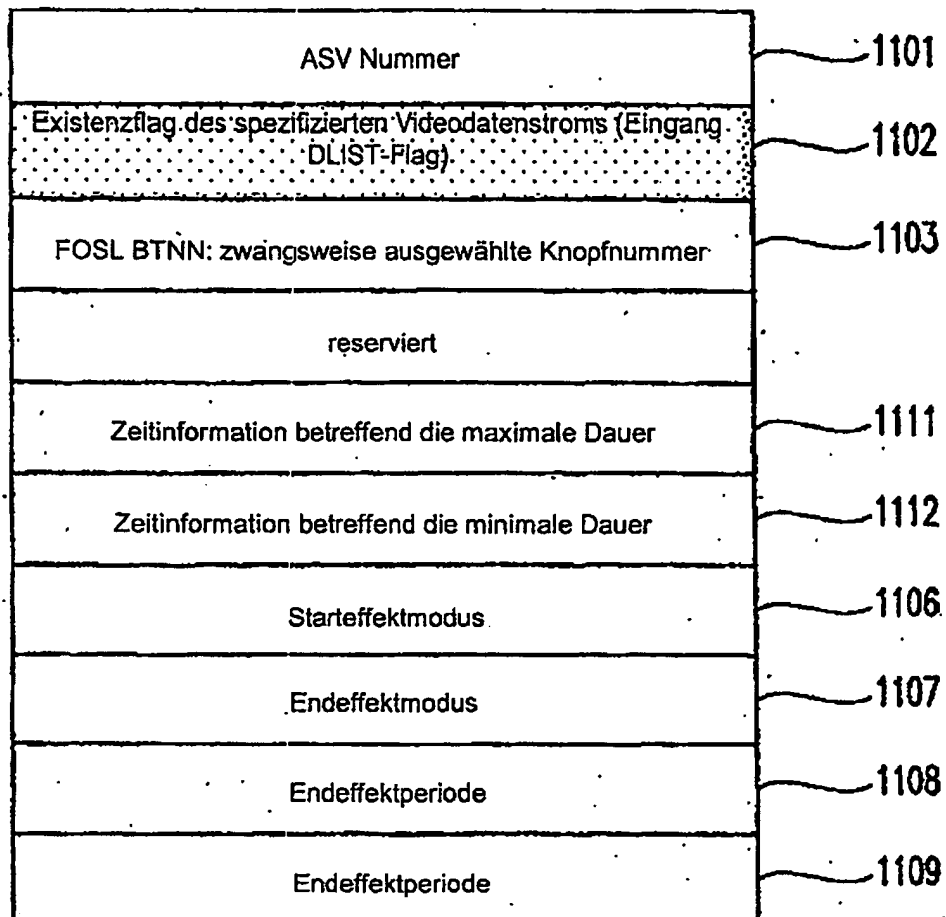 ASV Nummer
1101
Existenzflag des spezifizierten Videodatenstroms (Eingang
DLIST-Flag)
1102
FOSL BTNN: zwangsweise ausgewählte Knopfnummer
1103
reserviert
Zeitinformation betreffend die maximale Dauer
1111
Zeitinformation betreffend die minimale Dauer
1112
Starteffektmodus
1106
Endeffektmodus
1107
Endeffektperiode
1108
Endeffektperiode
1109